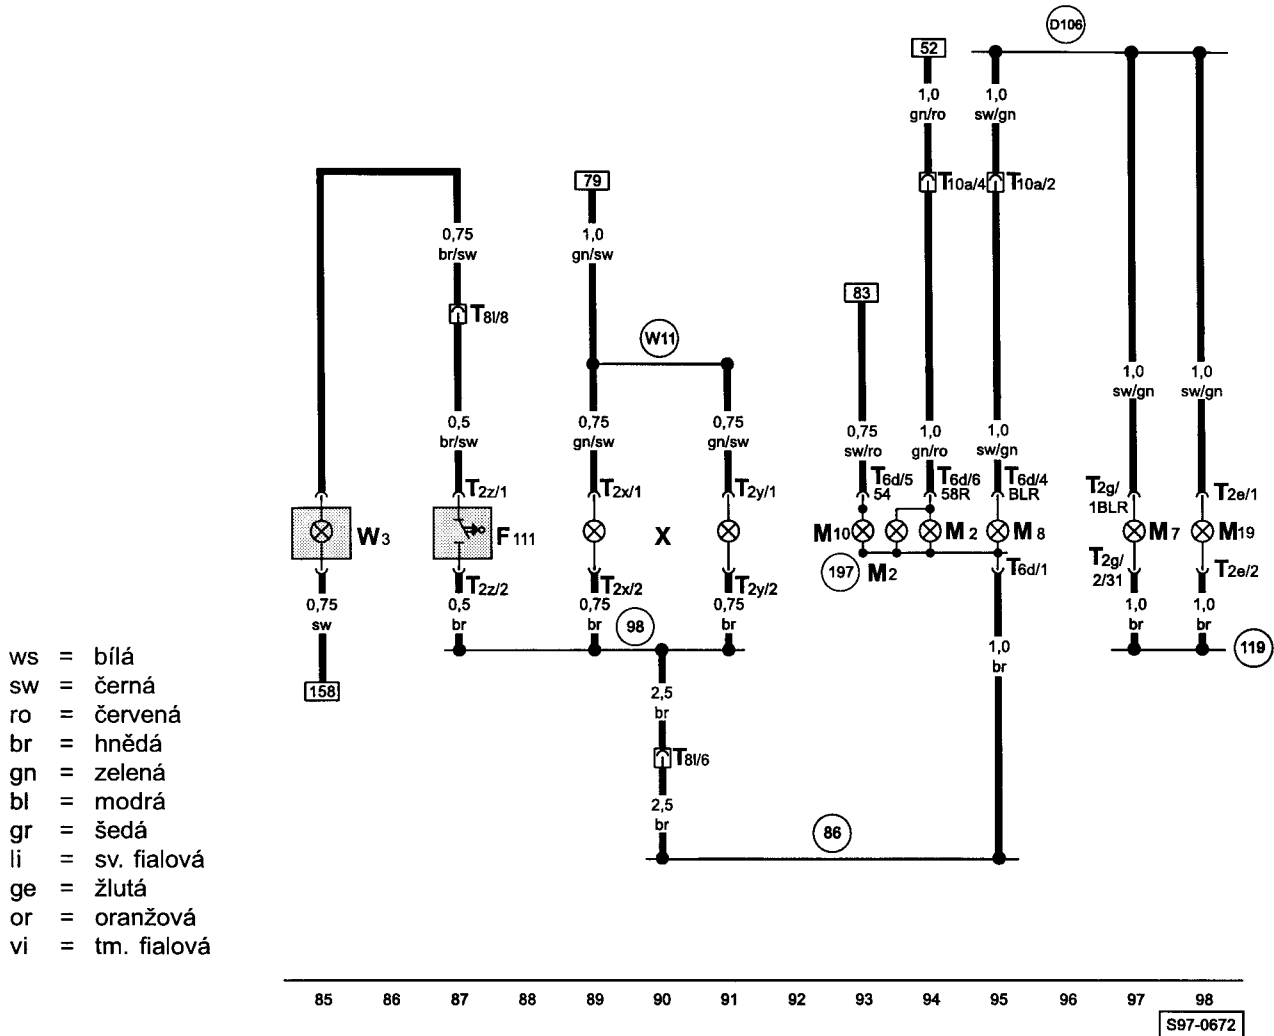 D106
52
1,0
gn/ro
1,0
sw/gn
79
T10a/4
T10a/2
0,75
br/sw
1,0
gn/sw
83
T8l/8
W11
1,0
sw/gn
1,0
sw/gn
0,5
br/sw
0,75
gn/sw
0,75
gn/sw
0,75
sw/ro
1,0
gn/ro
1,0
sw/gn
T2z/1
T2x/1
T2y/1
T6d/5
54
T6d/6
58R
T6d/4
BLR
T2g/
1BLR
T2e/1
W3
F111
X
M10
M2
M8
M7
M19
197
M2
T2z/2
T2x/2
T2y/2
T6d/1
T2g/
2/31
T2e/2
0,75
sw
0,5
br
0,75
br
98
0,75
br
1,0
br
1,0
br
1,0
br
119
158
2,5
br
T8l/6
2,5
br
86
ws = bílá
sw = černá
ro = červená
br = hnědá
gn = zelená
bl = modrá
gr = šedá
li = sv. fialová
ge = žlutá
or = oranžová
vi = tm. fialová
85 86 87 88 89 90 91 92 93 94 95 96 97 98
S97-0672